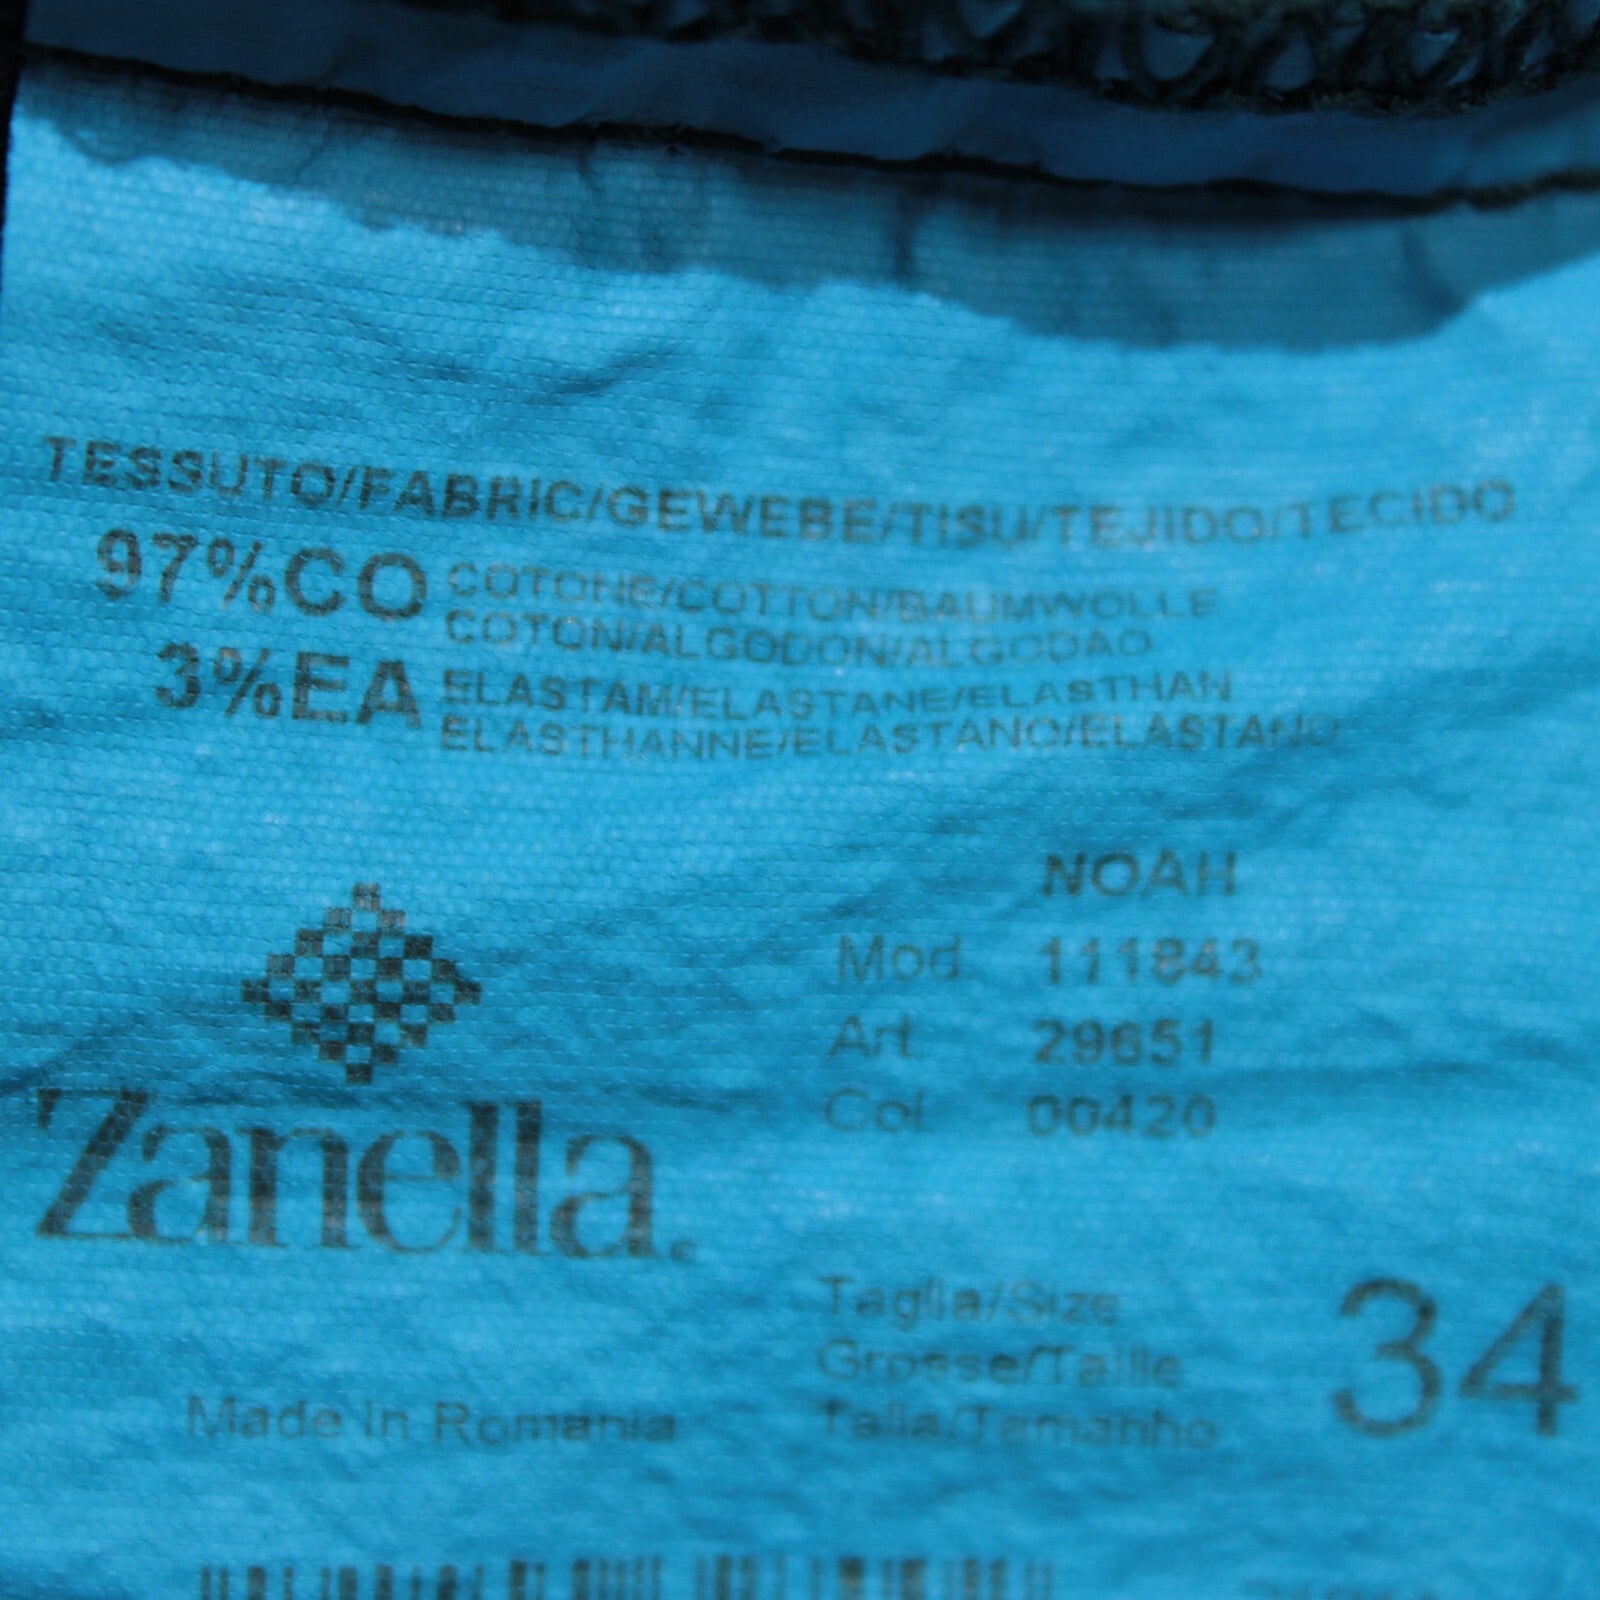 TESSUTO/FABRIC/GEWEBE/TISU/TEJIDO/TECIDO
97%CO COTONE/COTTON/BAUMWOLLE
COTON/ALGODON/ALGODAO
3%EA ELASTAM/ELASTANE/ELASTHAN
ELASTHANNE/ELASTANO/ELASTANO
NOAH
Mod 111843
Art 29651
Col 00420
Zanella
Made in Romania
Taglia/Size
Grosse/Taille
Talla/Tamanho
34